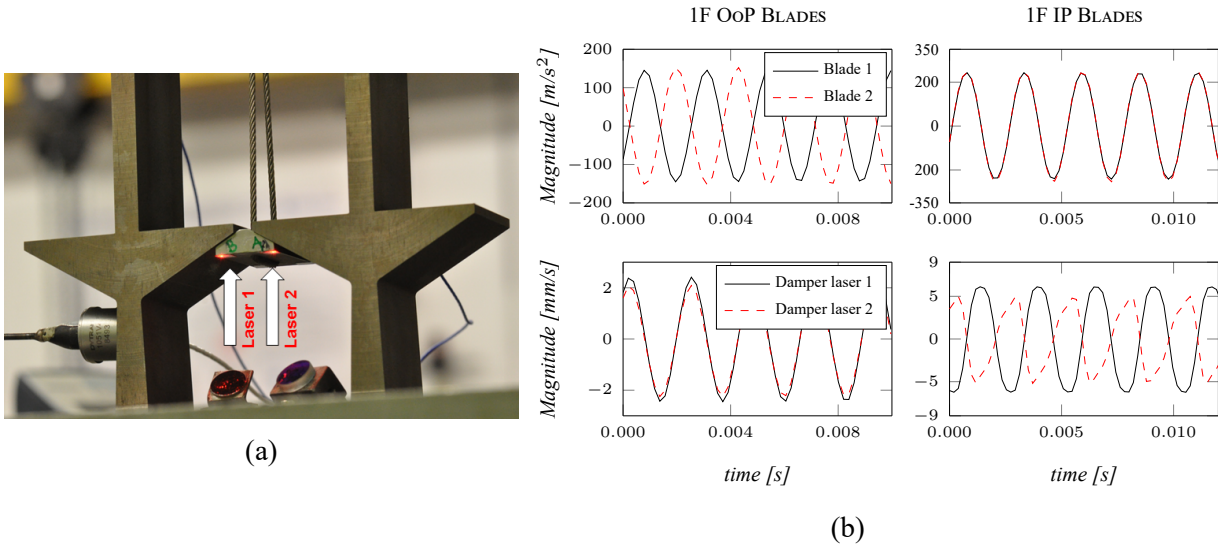 1F OoP BLADES
1F IP BLADES
(b)
200
100
0
−100
−200
Magnitude [m/s²]
0.000
0.004
0.008
Blade 1
Blade 2
350
200
0
200
-350
0.000
0.005
0.010
2
0
−2
Magnitude [mm/s]
0.000
0.004
0.008
Damper laser 1
Damper laser 2
9
5
0
−5
−9
0.000
0.005
0.010
time [s]
time [s]
B
A
Laser 1
Laser 2
(a)
(b)